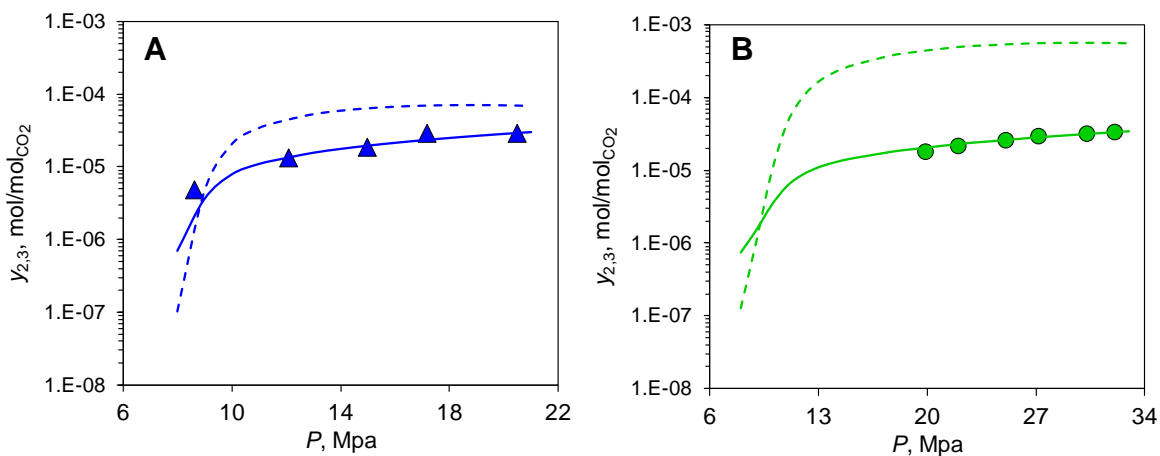 A
1.E-03
1.E-04
1.E-05
1.E-06
1.E-07
1.E-08
y2,3, mol/molCO2
6
10
14
18
22
P, Mpa
B
1.E-03
1.E-04
1.E-05
1.E-06
1.E-07
1.E-08
y2,3, mol/molCO2
6
13
20
27
34
P, Mpa